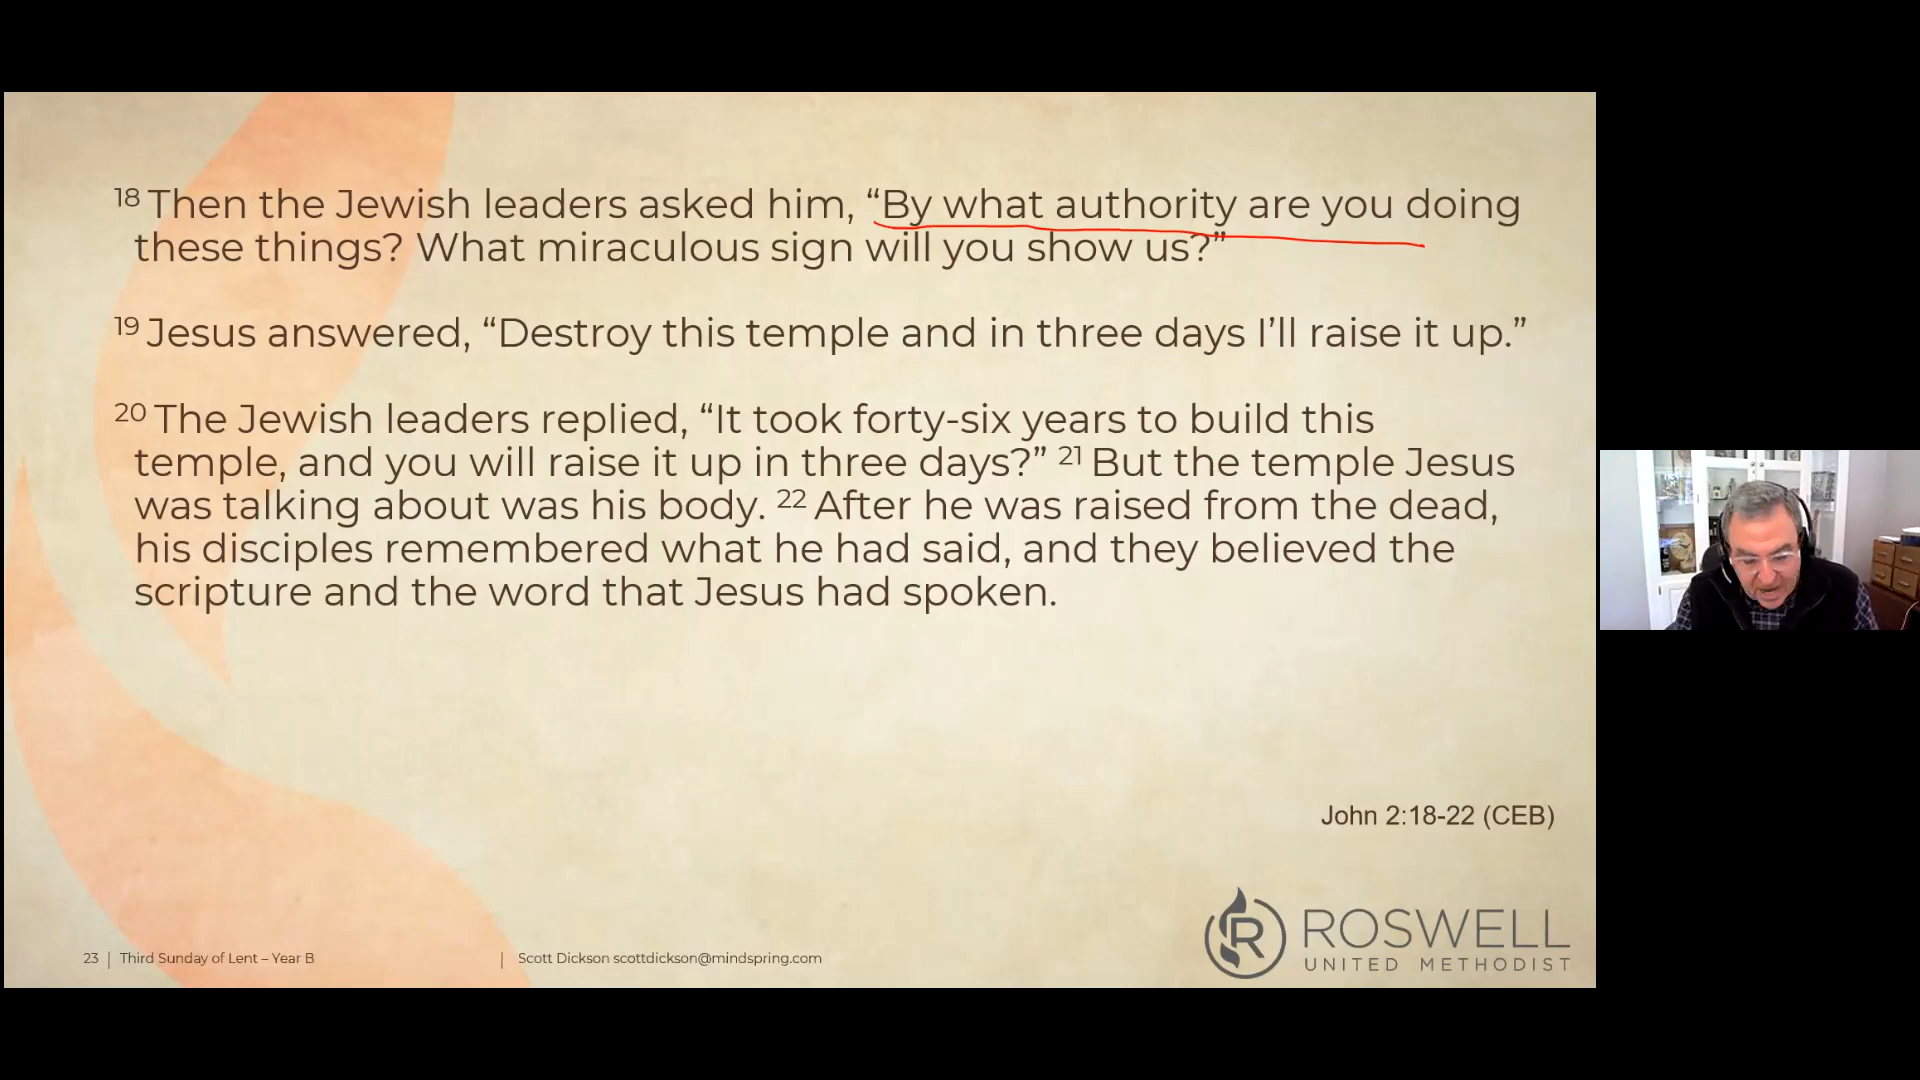 18 Then the Jewish leaders asked him, “By what authority are you doing
these things? What miraculous sign will you show us?”
19 Jesus answered, “Destroy this temple and in three days I’ll raise it up.”
20 The Jewish leaders replied, “It took forty-six years to build this
temple, and you will raise it up in three days?” 21 But the temple Jesus
was talking about was his body. 22 After he was raised from the dead,
his disciples remembered what he had said, and they believed the
scripture and the word that Jesus had spoken.
John 2:18-22 (CEB)
R ROSWELL
UNITED METHODIST
23 | Third Sunday of Lent – Year B | Scott Dickson scottdickson@mindspring.com